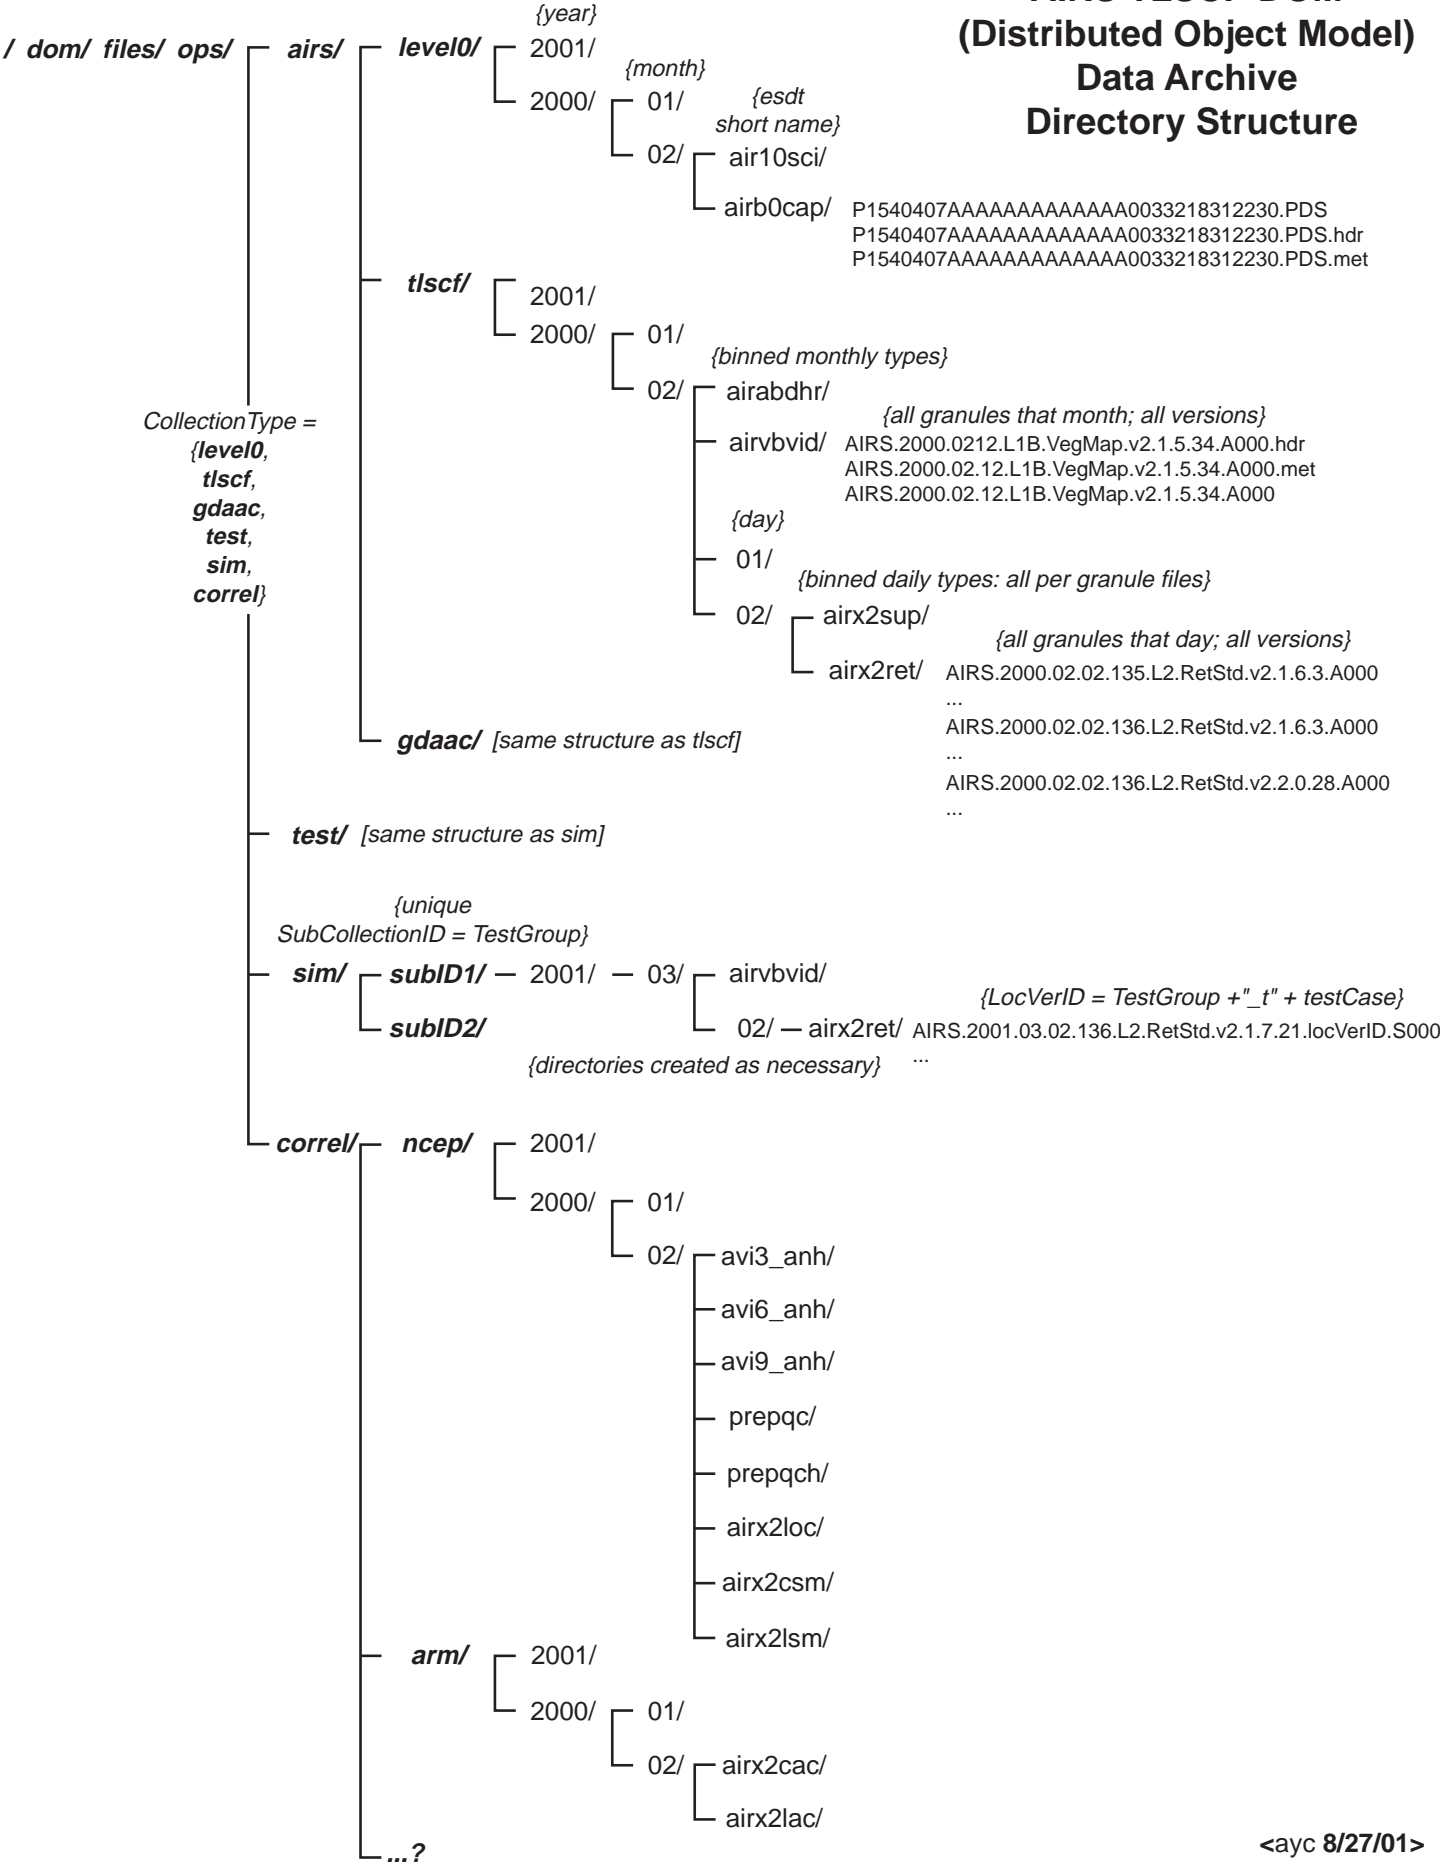 (Distributed Object Model)
Data Archive
Directory Structure
{year}
/ dom/ files/ ops/ airs/ level0/ 2001/
{month}
2000/ 01/
{esdt
short name}
02/ air10sci/
airb0cap/ P1540407AAAAAAAAAAAAAA0033218312230.PDS
P1540407AAAAAAAAAAAAAA0033218312230.PDS.hdr
P1540407AAAAAAAAAAAAAA0033218312230.PDS.met
tlscf/ 2001/
2000/ 01/
{binned monthly types}
02/ airabdhr/
{all granules that month; all versions}
airvbvid/ AIRS.2000.0212.L1B.VegMap.v2.1.5.34.A000.hdr
AIRS.2000.02.12.L1B.VegMap.v2.1.5.34.A000.met
AIRS.2000.02.12.L1B.VegMap.v2.1.5.34.A000
CollectionType =
{level0,
tlscf,
gdaac,
test,
sim,
correl}
{day}
01/
{binned daily types: all per granule files}
02/ airx2sup/
{all granules that day; all versions}
airx2ret/ AIRS.2000.02.02.135.L2.RetStd.v2.1.6.3.A000
...
AIRS.2000.02.02.136.L2.RetStd.v2.1.6.3.A000
...
AIRS.2000.02.02.136.L2.RetStd.v2.2.0.28.A000
...
gdaac/ [same structure as tlscf]
test/ [same structure as sim]
{unique
SubCollectionID = TestGroup}
sim/ subID1/ 2001/ 03/ airvbvid/
{LocVerID = TestGroup +"_t" + testCase}
subID2/ 02/ airx2ret/ AIRS.2001.03.02.136.L2.RetStd.v2.1.7.21.locVerID.S000
{directories created as necessary} ...
correl/ ncep/ 2001/
2000/ 01/
02/ avi3_anh/
avi6_anh/
avi9_anh/
prepqc/
prepqch/
airx2loc/
airx2csm/
airx2lsm/
arm/ 2001/
2000/ 01/
02/ airx2cac/
airx2lac/
...?
<ayc 8/27/01>